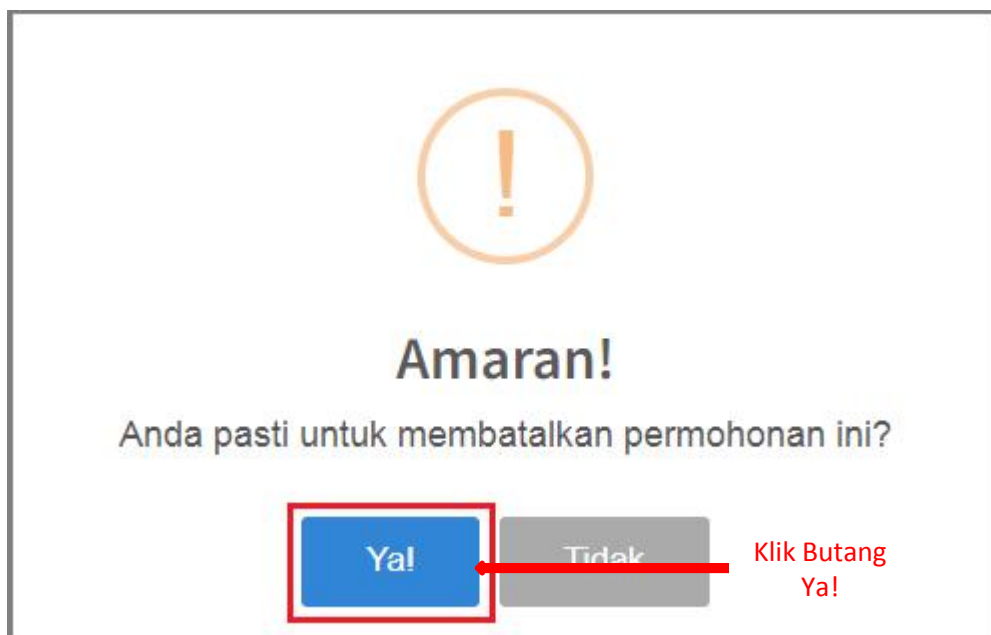 !
Amaran!
Anda pasti untuk membatalkan permohonan ini?
Ya!
Tidak
Klik Butang
Ya!